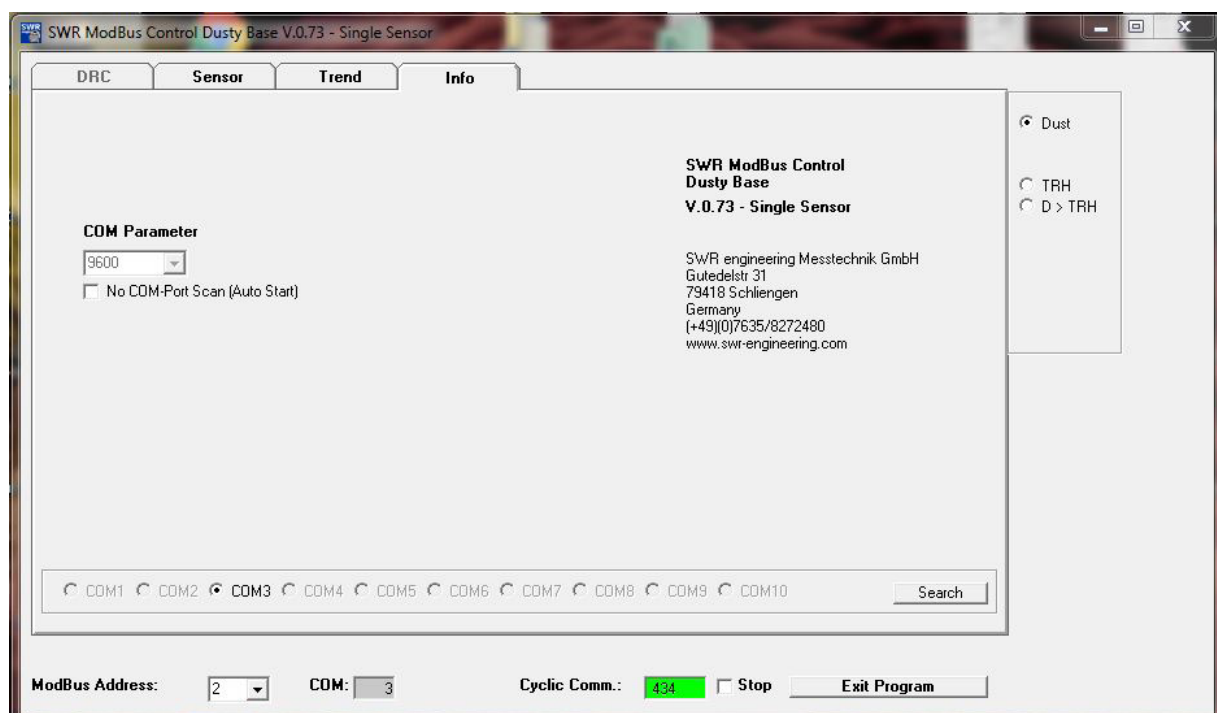 SWR ModBus Control Dusty Base V.0.73 - Single Sensor
DRC Sensor Trend Info
Dust
TRH
D > TRH
SWR ModBus Control
Dusty Base
V.0.73 - Single Sensor
COM Parameter
9600
No COM-Port Scan (Auto Start)
SWR engineering Messtechnik GmbH
Gutedelstr 31
79418 Schliengen
Germany
(+49)(0)7635/8272480
www.swr-engineering.com
COM1 COM2 COM3 COM4 COM5 COM6 COM7 COM8 COM9 COM10 Search
ModBus Address: 2 COM: 3 Cyclic Comm.: 434 Stop Exit Program